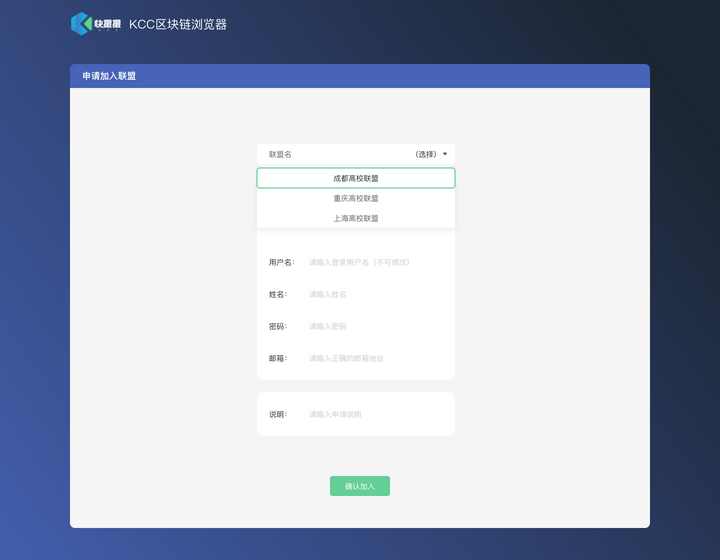 KCC区块链浏览器
申请加入联盟
联盟名 （选择）
成都高校联盟
重庆高校联盟
上海高校联盟
用户名： 请输入登录用户名（不可修改）
姓名： 请输入姓名
密码： 请输入密码
邮箱： 请输入正确的邮箱地址
说明： 请输入申请说明
确认加入